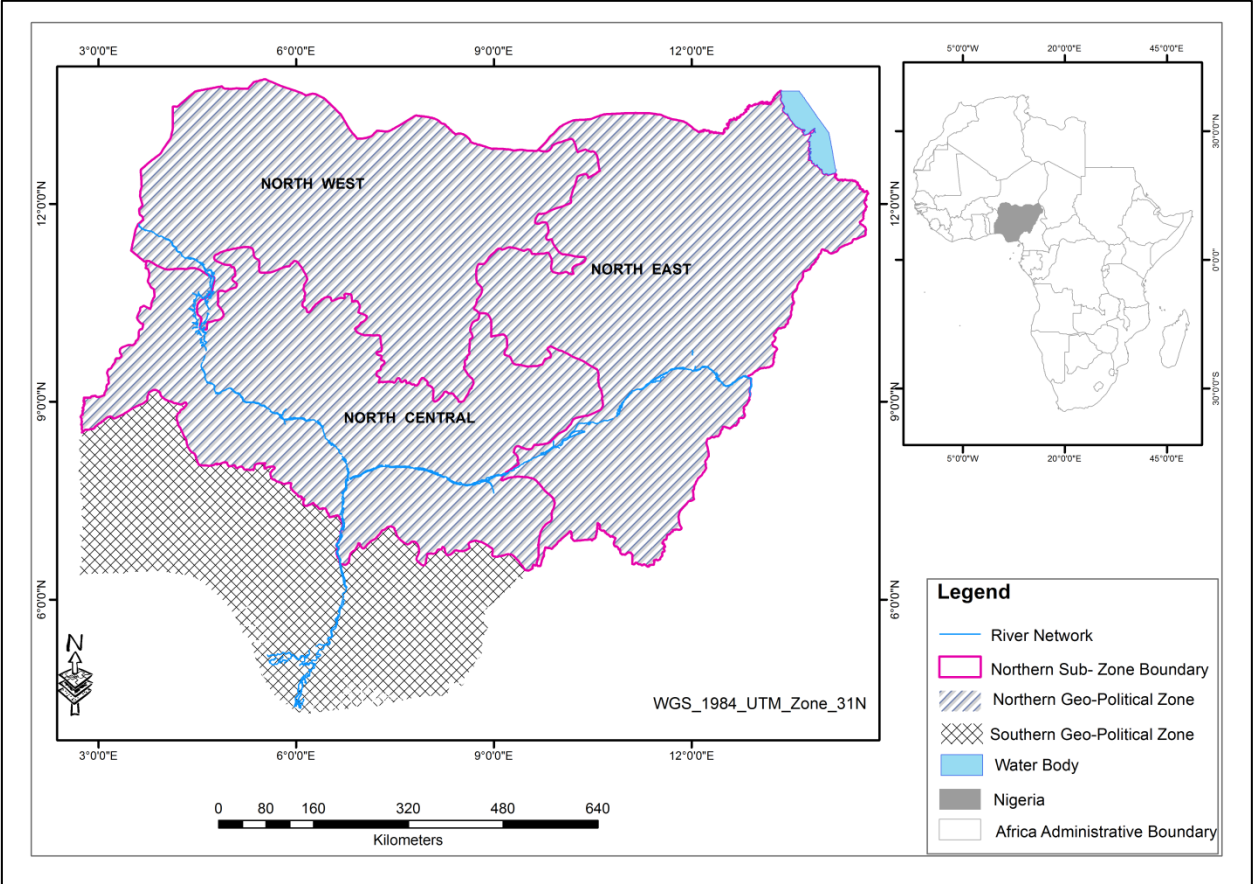 3°0'0"E 6°0'0"E 9°0'0"E 12°0'0"E
5°0'0"W 20°0'0"E 45°0'0"E
12°0'0"N
9°0'0"N
6°0'0"N
NORTH WEST
NORTH EAST
NORTH CENTRAL
12°0'0"N
9°0'0"N
6°0'0"N
30°0'0"N
0°0'0"
30°0'0"S
5°0'0"W 20°0'0"E 45°0'0"E
N
WGS_1984_UTM_Zone_31N
3°0'0"E 6°0'0"E 9°0'0"E 12°0'0"E
0 80 160 320 480 640
Kilometers
Legend
River Network
Northern Sub- Zone Boundary
Northern Geo-Political Zone
Southern Geo-Political Zone
Water Body
Nigeria
Africa Administrative Boundary